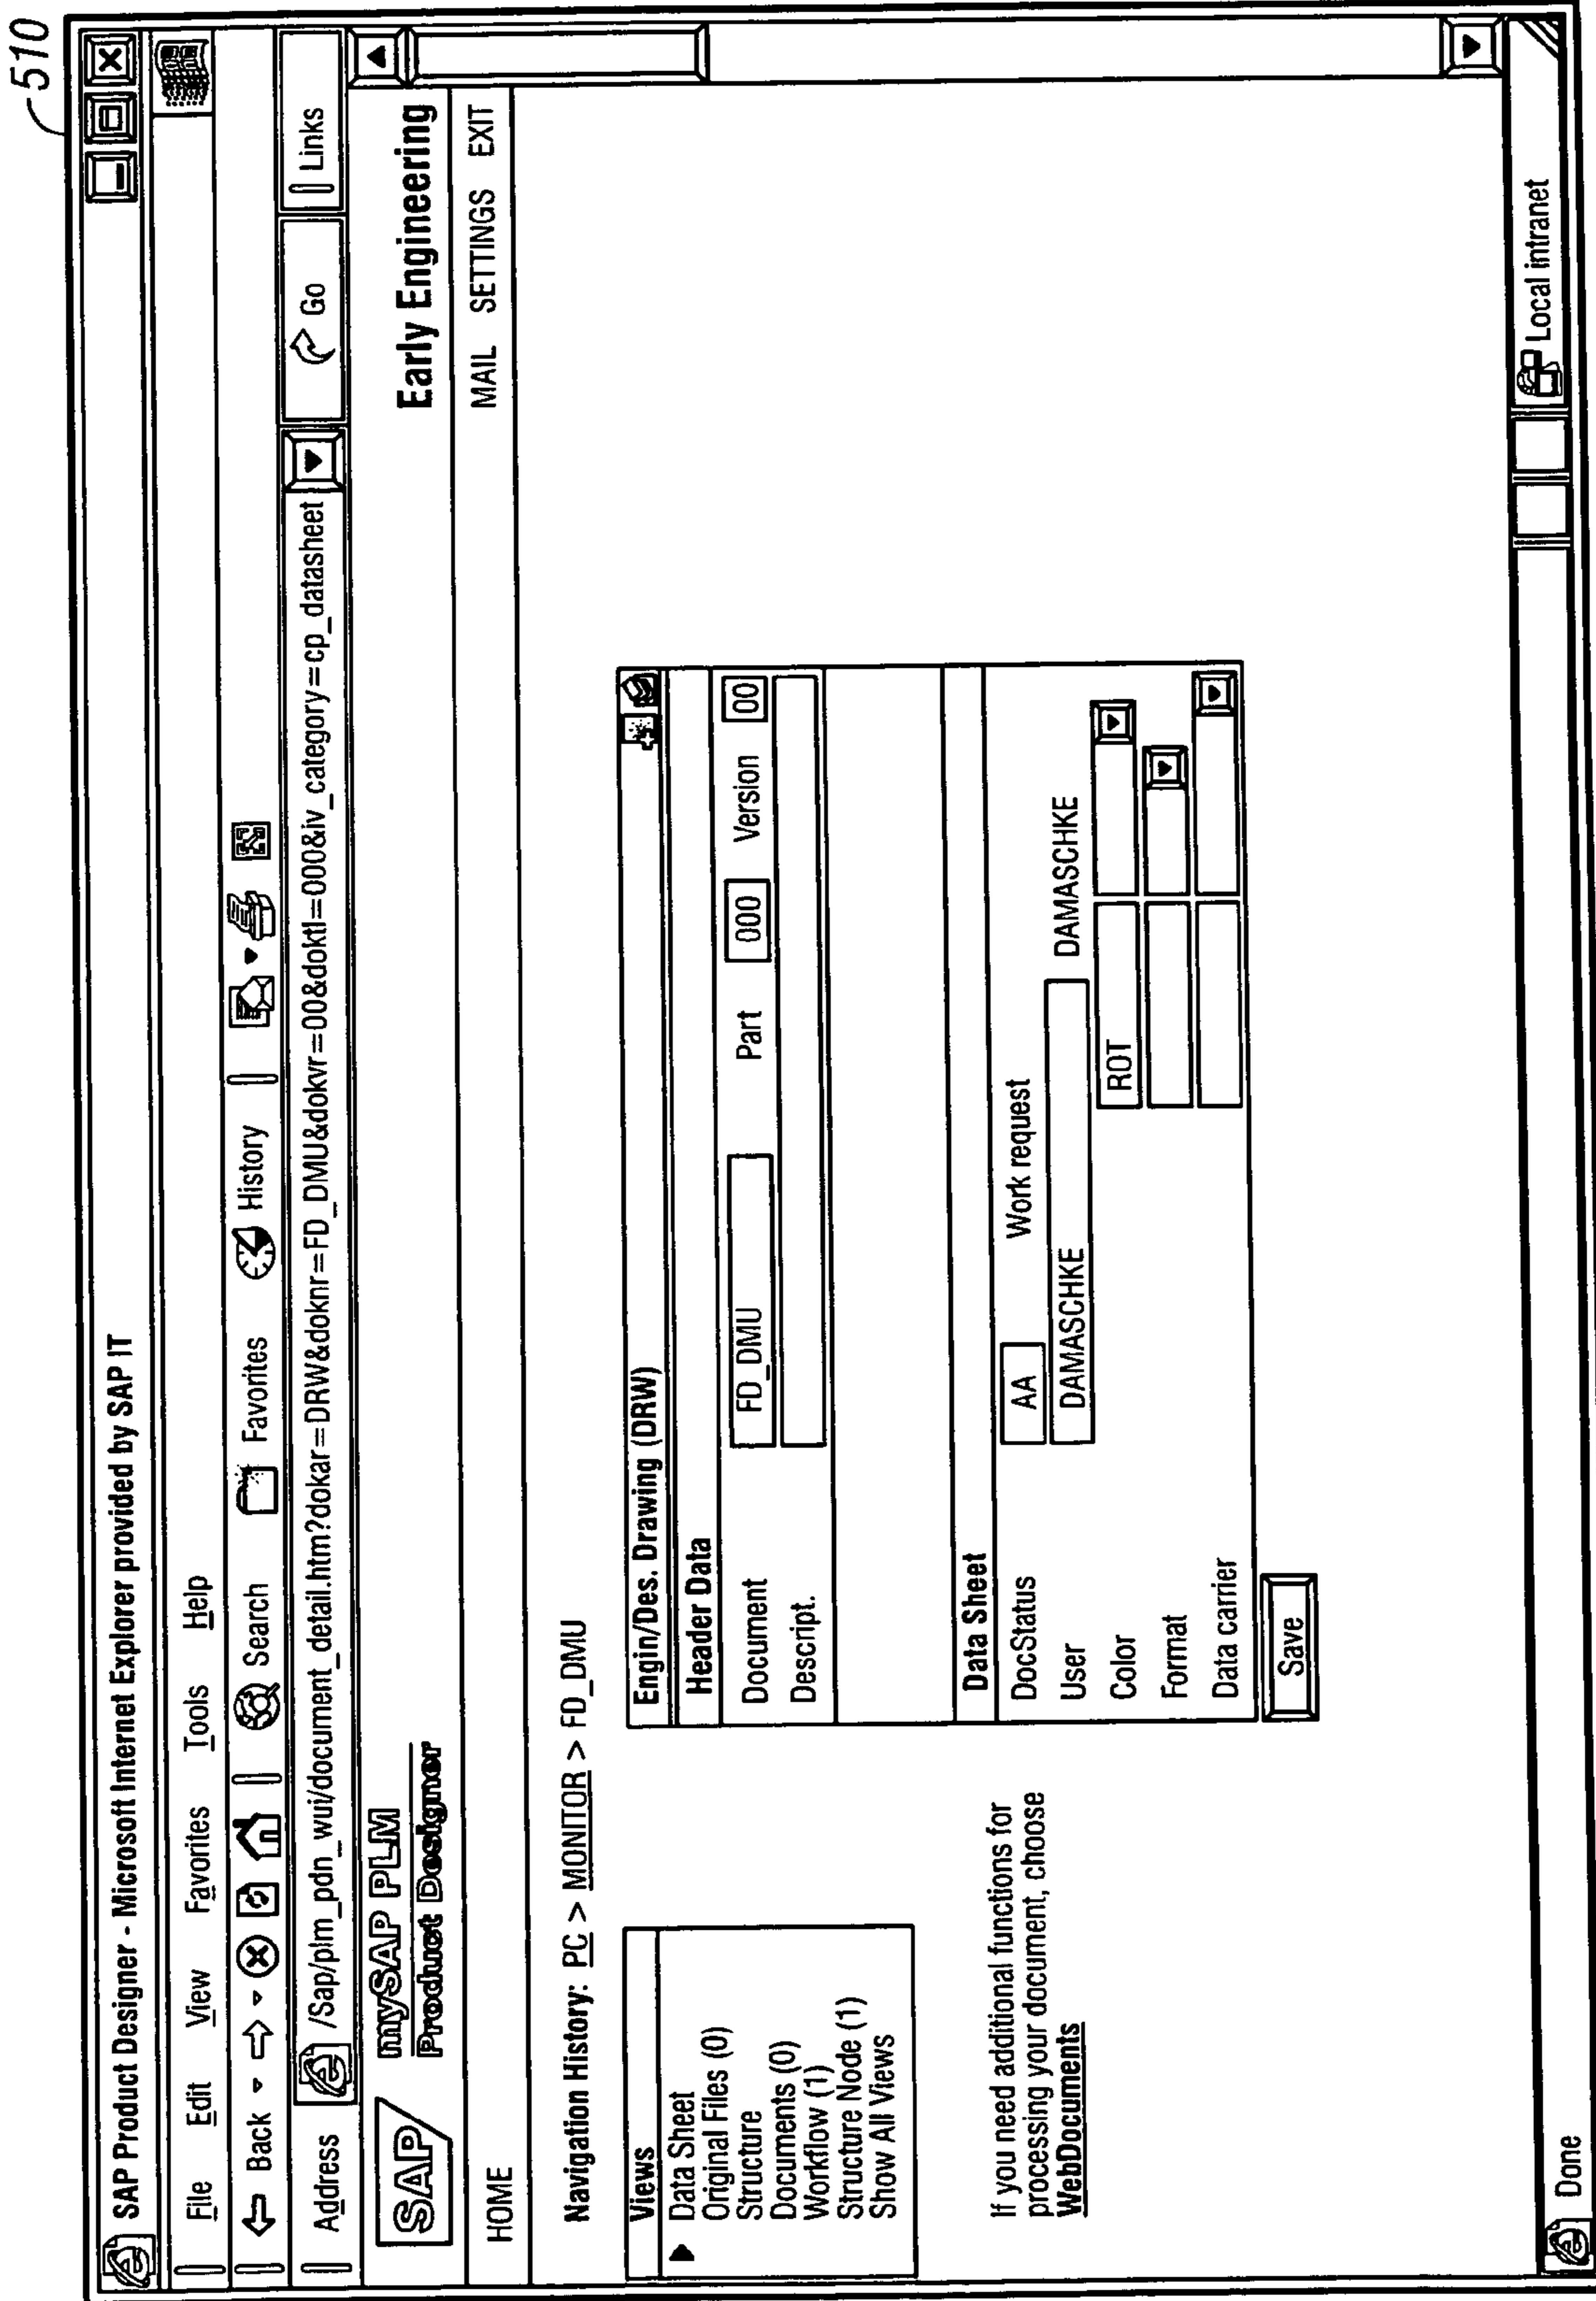 510
SAP Product Designer - Microsoft Internet Explorer provided by SAP IT
File Edit View Favorites Tools Help
Back Search Favorites History
Address /Sap/plm_pdn_wui/document_detail.htm?dokar=DRW&doknr=FD_DMU&dokvr=00&doktl=000&iv_category=cp_datasheet Go Links
SAP mySAP PLM Early Engineering
Product Designer
HOME MAIL SETTINGS EXIT
Navigation History: PC > MONITOR > FD_DMU
Views
Data Sheet
Original Files (0)
Structure
Documents (0)
Workflow (1)
Structure Node (1)
Show All Views
If you need additional functions for
processing your document, choose
WebDocuments
Engin/Des. Drawing (DRW)
Header Data
Document FD_DMU Part 000 Version 00
Descript.
Data Sheet
DocStatus AA Work request
User DAMASCHKE DAMASCHKE
Color ROT
Format
Data carrier
Save
Done Local intranet